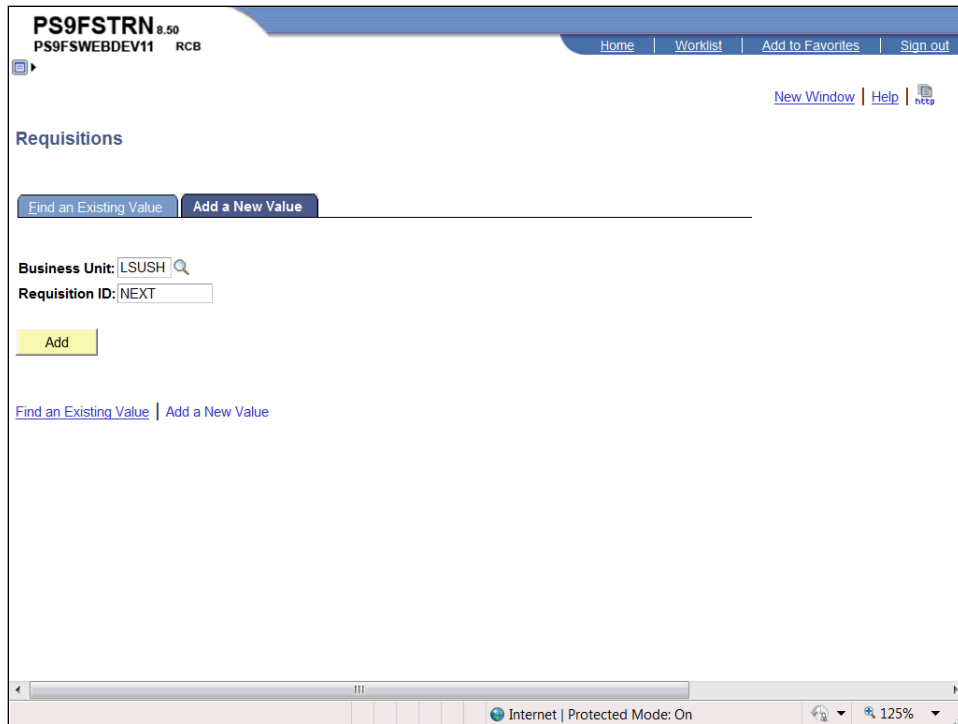 PS9FSTRN 8.50
PS9FSWEBDEV11 RCB
Home | Worklist | Add to Favorites | Sign out
New Window | Help | http
Requisitions
Find an Existing Value Add a New Value
Business Unit: LSUSH
Requisition ID: NEXT
Add
Find an Existing Value | Add a New Value
Internet | Protected Mode: On 125%